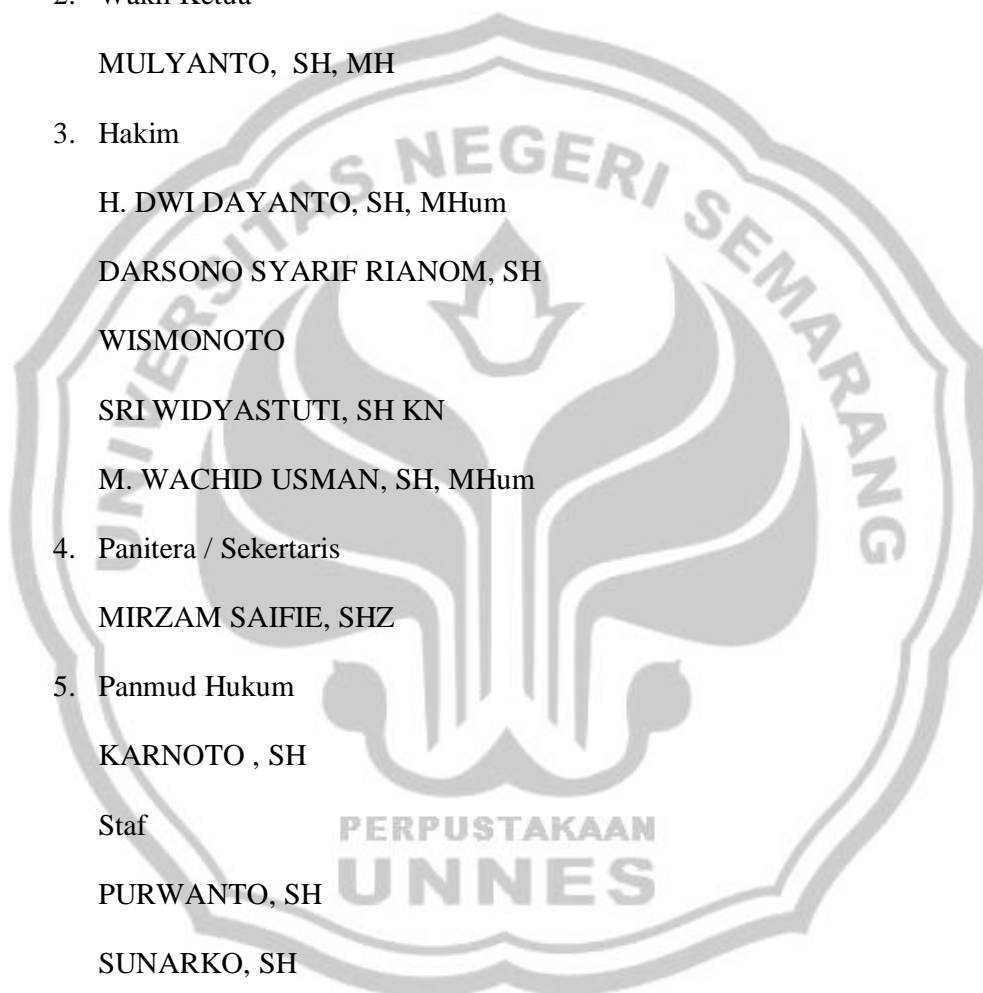 2. Wakil Ketua
MULYANTO, SH, MH
3. Hakim
H. DWI DAYANTO, SH, MHum
DARSONO SYARIF RIANOM, SH
WISMONOTO
SRI WIDYASTUTI, SH KN
M. WACHID USMAN, SH, MHum
4. Panitera / Sekertaris
MIRZAM SAIFIE, SHZ
5. Panmud Hukum
KARNOTO , SH
Staf
PURWANTO, SH
SUNARKO, SH
UNIVERSITAS NEGERI SEMARANG
PERPUSTAKAAN
UNNES